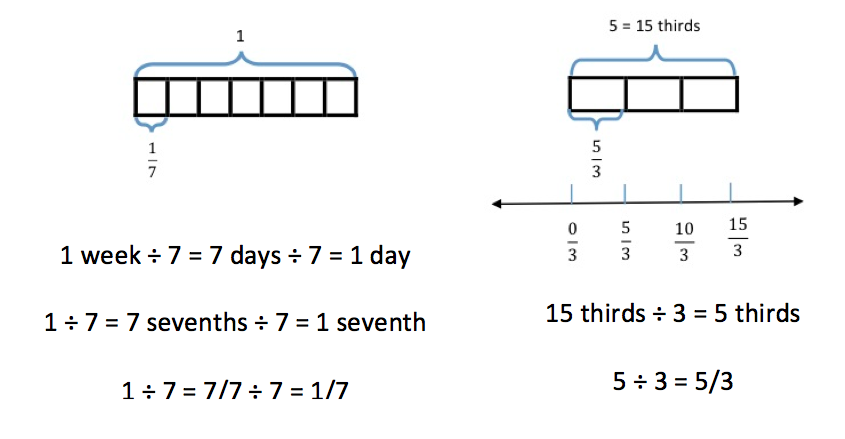 1
1/7
1 week ÷ 7 = 7 days ÷ 7 = 1 day
1 ÷ 7 = 7 sevenths ÷ 7 = 1 seventh
1 ÷ 7 = 7/7 ÷ 7 = 1/7
5 = 15 thirds
5/3
0/3 5/3 10/3 15/3
15 thirds ÷ 3 = 5 thirds
5 ÷ 3 = 5/3